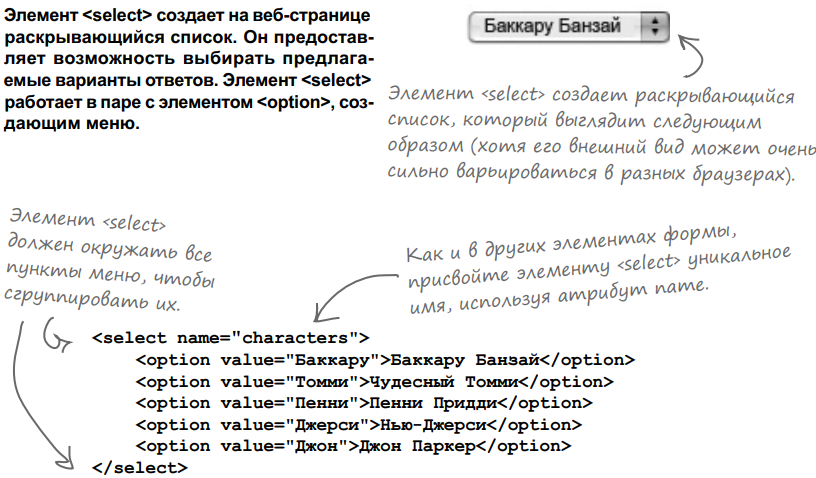 Элемент <select> создает на веб-странице
раскрывающийся список. Он предостав-
ляет возможность выбирать предлага-
емые варианты ответов. Элемент <select>
работает в паре с элементом <option>, соз-
дающим меню.
Баккару Банзай
Элемент <select> создает раскрывающийся
список, который выглядит следующим
образом (хотя его внешний вид может очень
сильно варьироваться в разных браузерах).
Элемент <select>
должен окружать все
пункты меню, чтобы
сгруппировать их.
Как и в других элементах формы,
присвойте элементу <select> уникальное
имя, используя атрибут name.
<select name="characters">
<option value="Баккару">Баккару Банзай</option>
<option value="Томми">Чудесный Томми</option>
<option value="Пенни">Пенни Придди</option>
<option value="Джерси">Нью-Джерси</option>
<option value="Джон">Джон Паркер</option>
</select>